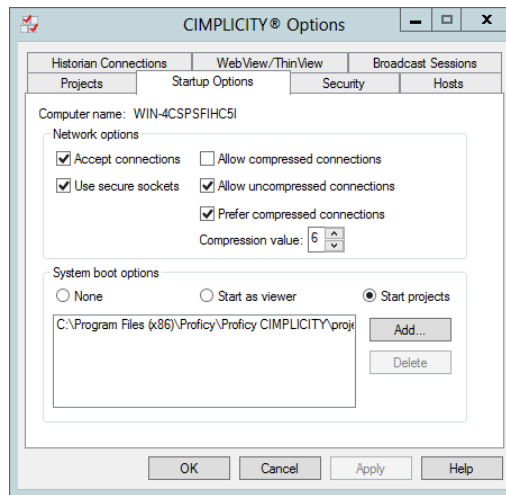 CIMPLICITY® Options
Historian Connections WebView/ThinView Broadcast Sessions
Projects Startup Options Security Hosts
Computer name: WIN-4CSPSFIHC5I
Network options
Accept connections Allow compressed connections
Use secure sockets Allow uncompressed connections
Prefer compressed connections
Compression value: 6
System boot options
None Start as viewer Start projects
C:\Program Files (x86)\Proficy\Proficy CIMPLICITY\proje
Add...
Delete
OK Cancel Apply Help